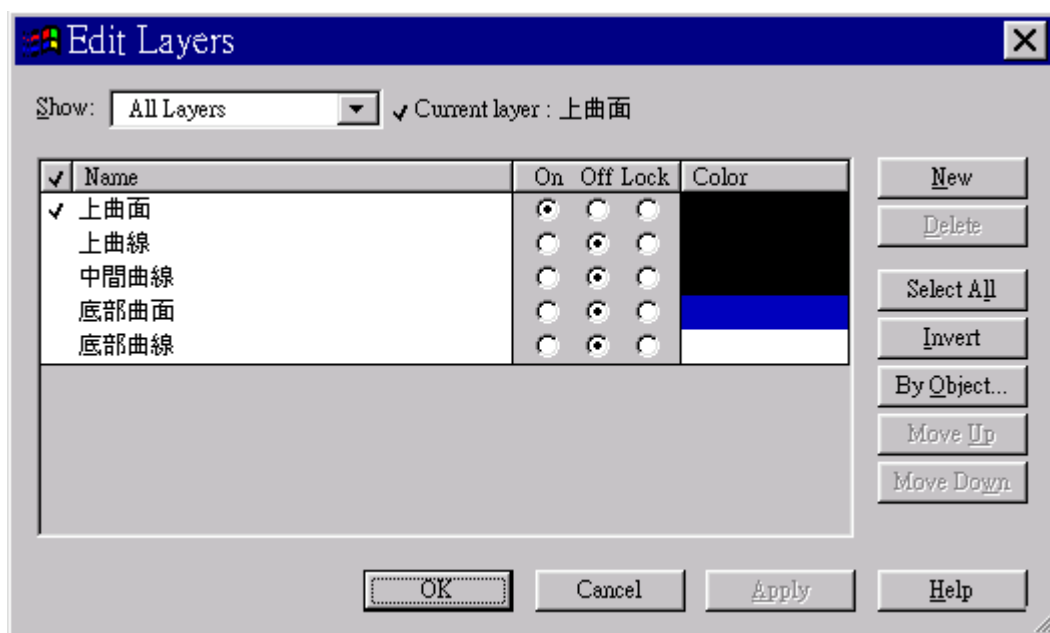 Edit Layers
Show: All Layers Current layer : 上曲面
Name On Off Lock Color
上曲面
上曲線
中間曲線
底部曲面
底部曲線
New
Delete
Select All
Invert
By Object...
Move Up
Move Down
OK Cancel Apply Help